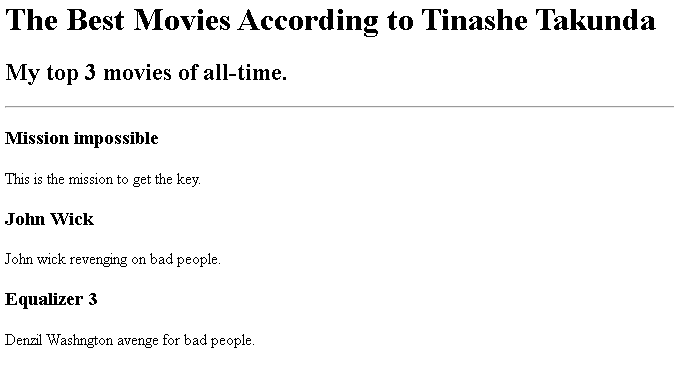 The Best Movies According to Tinashe Takunda
My top 3 movies of all-time.
Mission impossible
This is the mission to get the key.
John Wick
John wick revenging on bad people.
Equalizer 3
Denzil Washngton avenge for bad people.